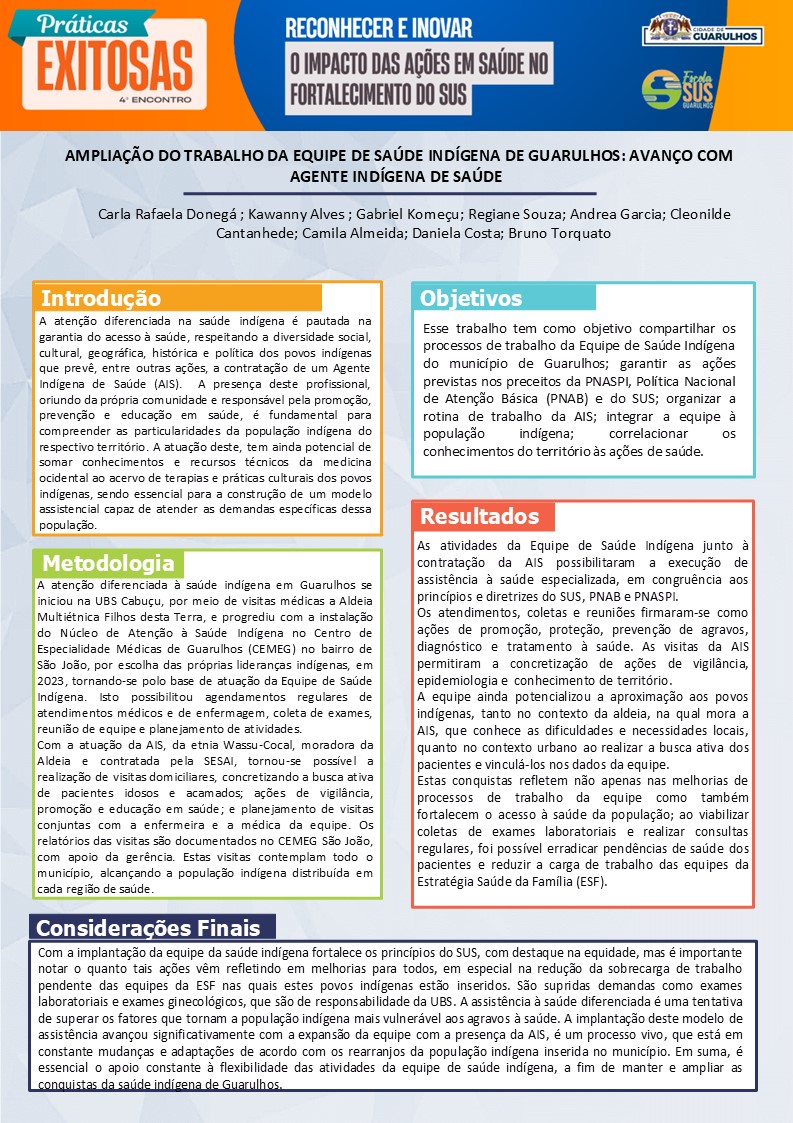 Práticas
EXITOSAS
4º ENCONTRO
RECONHECER E INOVAR
O IMPACTO DAS AÇÕES EM SAÚDE NO
FORTALECIMENTO DO SUS
CIDADE DE
GUARULHOS
Escola
SUS
GUARULHOS
AMPLIAÇÃO DO TRABALHO DA EQUIPE DE SAÚDE INDÍGENA DE GUARULHOS: AVANÇO COM
AGENTE INDÍGENA DE SAÚDE
Carla Rafaela Donegá ; Kawanny Alves ; Gabriel Komeçu; Regiane Souza; Andrea Garcia; Cleonilde
Cantanhede; Camila Almeida; Daniela Costa; Bruno Torquato
Introdução
A atenção diferenciada na saúde indígena é pautada na
garantia do acesso à saúde, respeitando a diversidade social,
cultural, geográfica, histórica e política dos povos indígenas
que prevê, entre outras ações, a contratação de um Agente
Indígena de Saúde (AIS). A presença deste profissional,
oriundo da própria comunidade e responsável pela promoção,
prevenção e educação em saúde, é fundamental para
compreender as particularidades da população indígena do
respectivo território. A atuação deste, tem ainda potencial de
somar conhecimentos e recursos técnicos da medicina
ocidental ao acervo de terapias e práticas culturais dos povos
indígenas, sendo essencial para a construção de um modelo
assistencial capaz de atender as demandas específicas dessa
população.
Metodologia
A atenção diferenciada à saúde indígena em Guarulhos se
iniciou na UBS Cabuçu, por meio de visitas médicas a Aldeia
Multiétnica Filhos desta Terra, e progrediu com a instalação
do Núcleo de Atenção à Saúde Indígena no Centro de
Especialidade Médicas de Guarulhos (CEMEG) no bairro de
São João, por escolha das próprias lideranças indígenas, em
2023, tornando-se polo base de atuação da Equipe de Saúde
Indígena. Isto possibilitou agendamentos regulares de
atendimentos médicos e de enfermagem, coleta de exames,
reunião de equipe e planejamento de atividades.
Com a atuação da AIS, da etnia Wassu-Cocal, moradora da
Aldeia e contratada pela SESAI, tornou-se possível a
realização de visitas domiciliares, concretizando a busca ativa
de pacientes idosos e acamados; ações de vigilância,
promoção e educação em saúde; e planejamento de visitas
conjuntas com a enfermeira e a médica da equipe. Os
relatórios das visitas são documentados no CEMEG São João,
com apoio da gerência. Estas visitas contemplam todo o
município, alcançando a população indígena distribuída em
cada região de saúde.
Objetivos
Esse trabalho tem como objetivo compartilhar os
processos de trabalho da Equipe de Saúde Indígena
do município de Guarulhos; garantir as ações
previstas nos preceitos da PNASPI, Política Nacional
de Atenção Básica (PNAB) e do SUS; organizar a
rotina de trabalho da AIS; integrar a equipe à
população indígena; correlacionar os
conhecimentos do território às ações de saúde.
Resultados
As atividades da Equipe de Saúde Indígena junto à
contratação da AIS possibilitaram a execução de
assistência à saúde especializada, em congruência aos
princípios e diretrizes do SUS, PNAB e PNASPI.
Os atendimentos, coletas e reuniões firmaram-se como
ações de promoção, proteção, prevenção de agravos,
diagnóstico e tratamento à saúde. As visitas da AIS
permitiram a concretização de ações de vigilância,
epidemiologia e conhecimento de território.
A equipe ainda potencializou a aproximação aos povos
indígenas, tanto no contexto da aldeia, na qual mora a
AIS, que conhece as dificuldades e necessidades locais,
quanto no contexto urbano ao realizar a busca ativa dos
pacientes e vinculá-los nos dados da equipe.
Estas conquistas refletem não apenas nas melhorias de
processos de trabalho da equipe como também
fortalecem o acesso à saúde da população; ao viabilizar
coletas de exames laboratoriais e realizar consultas
regulares, foi possível erradicar pendências de saúde dos
pacientes e reduzir a carga de trabalho das equipes da
Estratégia Saúde da Família (ESF).
Considerações Finais
Com a implantação da equipe da saúde indígena fortalece os princípios do SUS, com destaque na equidade, mas é importante
notar o quanto tais ações vêm refletindo em melhorias para todos, em especial na redução da sobrecarga de trabalho
pendente das equipes da ESF nas quais estes povos indígenas estão inseridos. São supridas demandas como exames
laboratoriais e exames ginecológicos, que são de responsabilidade da UBS. A assistência à saúde diferenciada é uma tentativa
de superar os fatores que tornam a população indígena mais vulnerável aos agravos à saúde. A implantação deste modelo de
assistência avançou significativamente com a expansão da equipe com a presença da AIS, é um processo vivo, que está em
constante mudanças e adaptações de acordo com os rearranjos da população indígena inserida no município. Em suma, é
essencial o apoio constante à flexibilidade das atividades da equipe de saúde indígena, a fim de manter e ampliar as
conquistas da saúde indígena de Guarulhos.